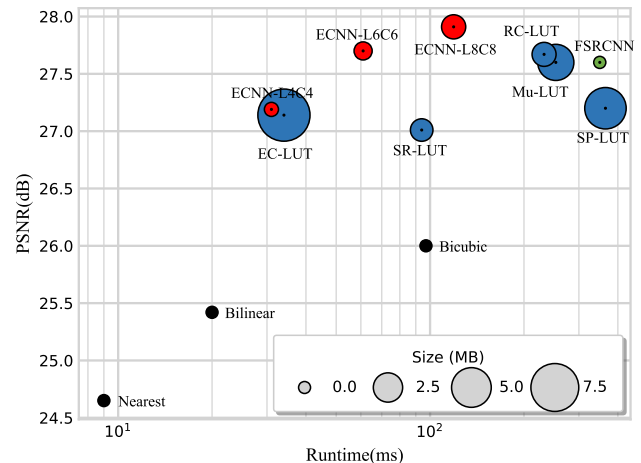 28.0
27.5
27.0
26.5
26.0
25.5
25.0
24.5
PSNR(dB)
ECNN-L6C6
ECNN-L8C8
RC-LUT
FSRCNN
Mu-LUT
ECNN-L4C4
EC-LUT
SR-LUT
SP-LUT
Bicubic
Bilinear
Nearest
Size (MB)
0.0 2.5 5.0 7.5
10¹ 10²
Runtime(ms)